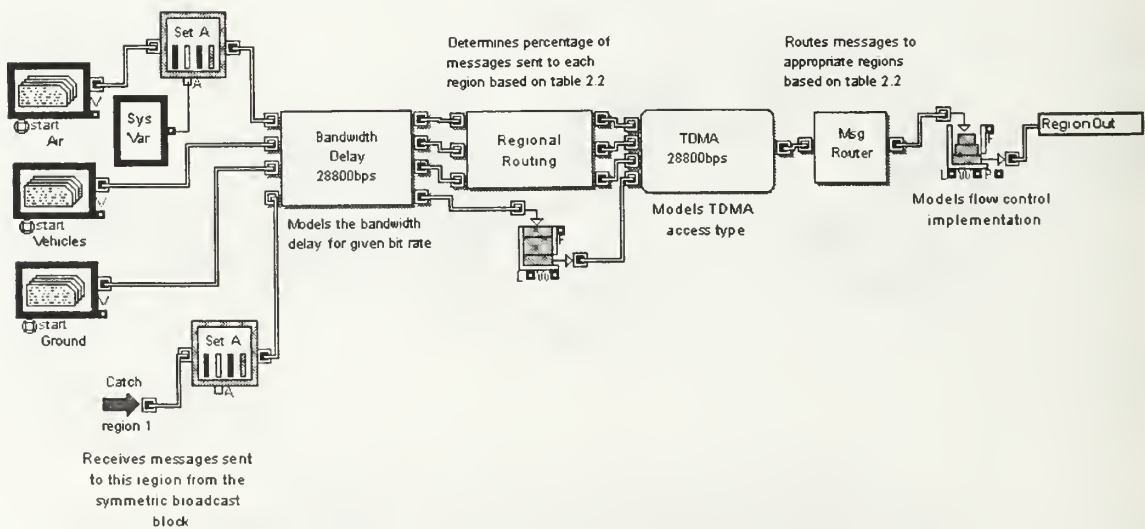 Set A
A
V
start
Air
Sys
Var
V
start
Vehicles
V
start
Ground
Set A
A
Catch
region 1
Receives messages sent
to this region from the
symmetric broadcast
block
Bandwidth
Delay
28800bps
Models the bandwidth
delay for given bit rate
Determines percentage of
messages sent to each
region based on table 2.2
Regional
Routing
F
L W
TDMA
28800bps
Models TDMA
access type
Routes messages to
appropriate regions
based on table 2.2
Msg
Router
F
L W P
Models flow control
implementation
Region Out